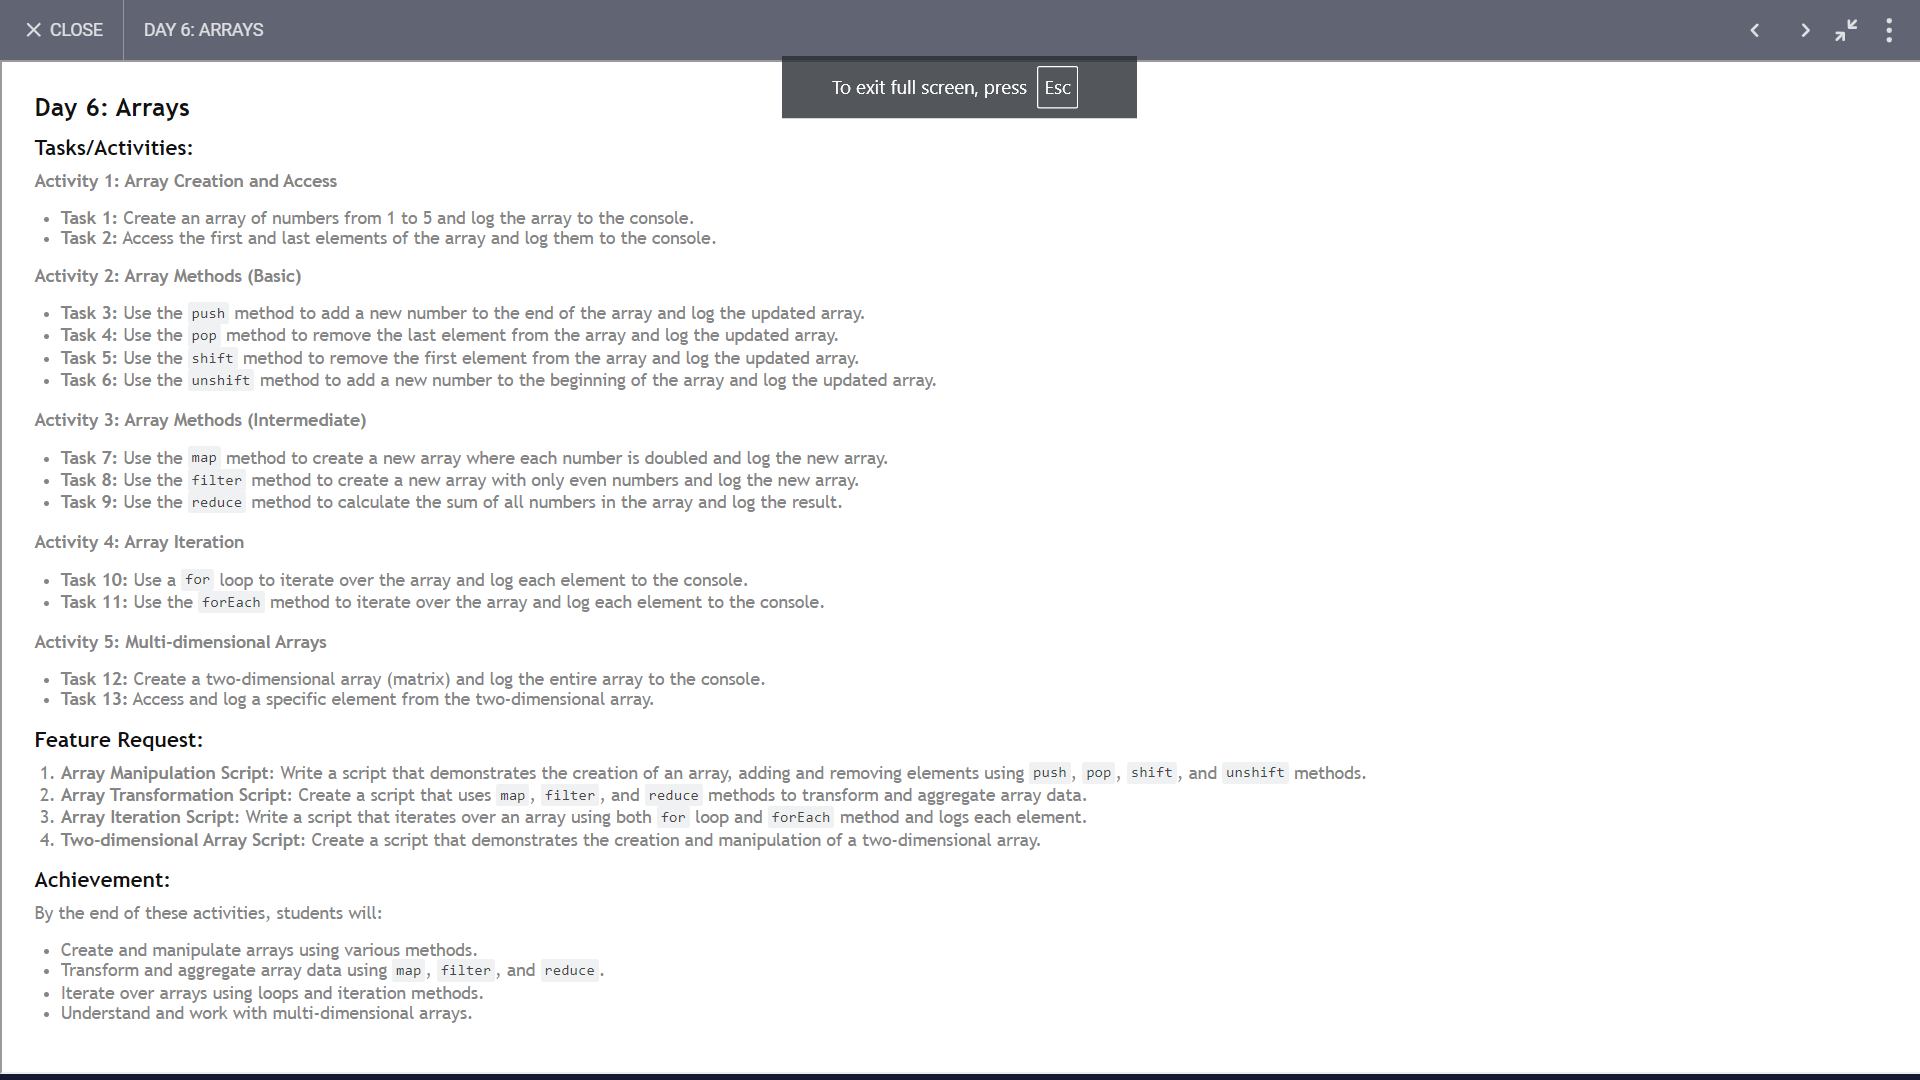 CLOSE
DAY 6: ARRAYS
To exit full screen, press Esc
Day 6: Arrays
Tasks/Activities:
Activity 1: Array Creation and Access
• Task 1: Create an array of numbers from 1 to 5 and log the array to the console.
• Task 2: Access the first and last elements of the array and log them to the console.
Activity 2: Array Methods (Basic)
• Task 3: Use the push method to add a new number to the end of the array and log the updated array.
• Task 4: Use the pop method to remove the last element from the array and log the updated array.
• Task 5: Use the shift method to remove the first element from the array and log the updated array.
• Task 6: Use the unshift method to add a new number to the beginning of the array and log the updated array.
Activity 3: Array Methods (Intermediate)
• Task 7: Use the map method to create a new array where each number is doubled and log the new array.
• Task 8: Use the filter method to create a new array with only even numbers and log the new array.
• Task 9: Use the reduce method to calculate the sum of all numbers in the array and log the result.
Activity 4: Array Iteration
• Task 10: Use a for loop to iterate over the array and log each element to the console.
• Task 11: Use the forEach method to iterate over the array and log each element to the console.
Activity 5: Multi-dimensional Arrays
• Task 12: Create a two-dimensional array (matrix) and log the entire array to the console.
• Task 13: Access and log a specific element from the two-dimensional array.
Feature Request:
1. Array Manipulation Script: Write a script that demonstrates the creation of an array, adding and removing elements using push, pop, shift, and unshift methods.
2. Array Transformation Script: Create a script that uses map, filter, and reduce methods to transform and aggregate array data.
3. Array Iteration Script: Write a script that iterates over an array using both for loop and forEach method and logs each element.
4. Two-dimensional Array Script: Create a script that demonstrates the creation and manipulation of a two-dimensional array.
Achievement:
By the end of these activities, students will:
• Create and manipulate arrays using various methods.
• Transform and aggregate array data using map, filter, and reduce.
• Iterate over arrays using loops and iteration methods.
• Understand and work with multi-dimensional arrays.